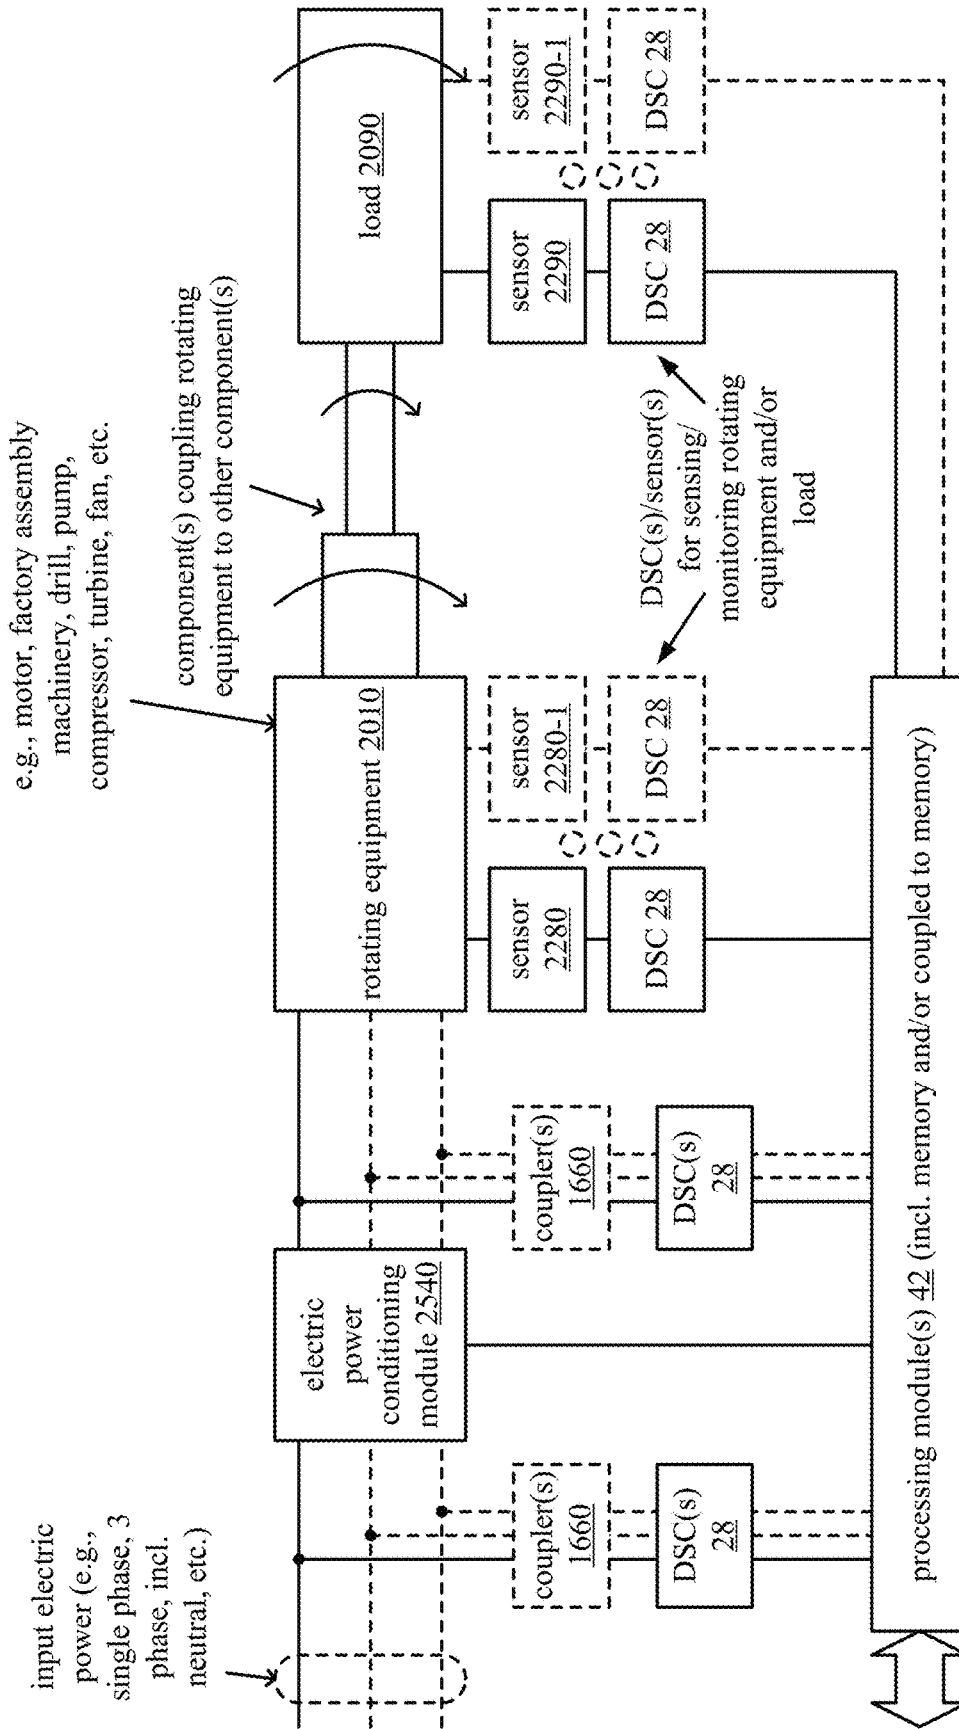 input electric
power (e.g.,
single phase, 3
phase, incl.
neutral, etc.)
e.g., motor, factory assembly
machinery, drill, pump,
compressor, turbine, fan, etc.
component(s) coupling rotating
equipment to other component(s)
electric
power
conditioning
module 2540
rotating equipment 2010
load 2090
coupler(s)
1660
DSC(s)
28
coupler(s)
1660
DSC(s)
28
sensor
2280
DSC 28
sensor
2280-1
DSC 28
DSC(s)/sensor(s)
for sensing/
monitoring rotating
equipment and/or
load
sensor
2290
DSC 28
sensor
2290-1
DSC 28
processing module(s) 42 (incl. memory and/or coupled to memory)